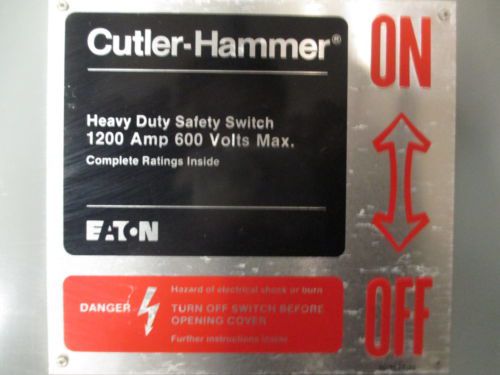 Cutler-Hammer®
ON
Heavy Duty Safety Switch
1200 Amp 600 Volts Max.
Complete Ratings Inside
EATON
Hazard of electrical shock or burn
DANGER
TURN OFF SWITCH BEFORE
OPENING COVER
Further instructions inside
OFF